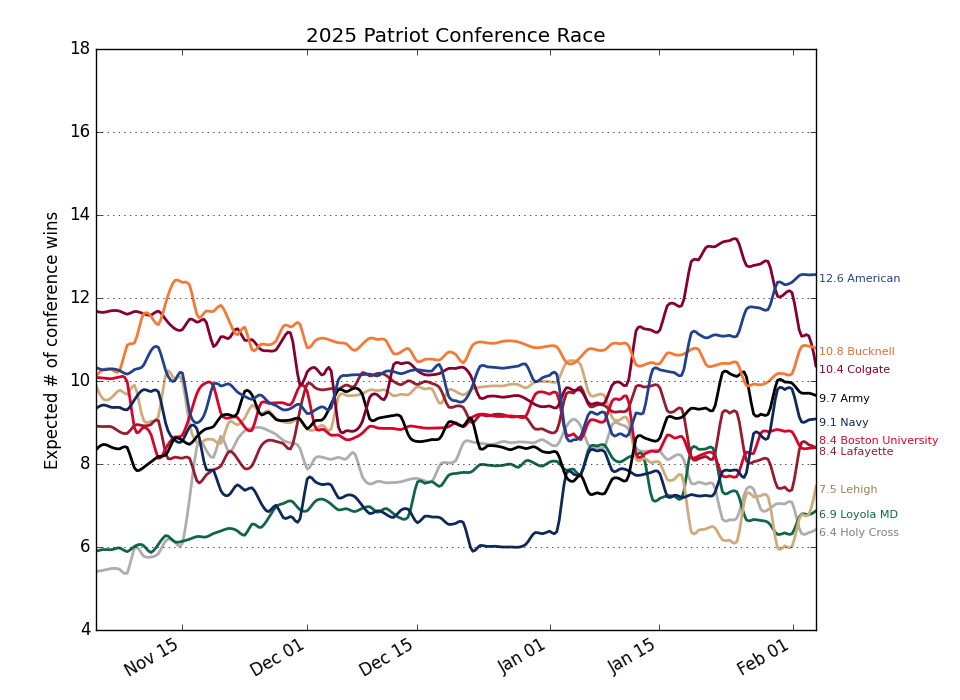 2025 Patriot Conference Race
Expected # of conference wins
18
16
14
12
10
8
6
4
Nov 15
Dec 01
Dec 15
Jan 01
Jan 15
Feb 01
12.6 American
10.8 Bucknell
10.4 Colgate
9.7 Army
9.1 Navy
8.4 Boston University
8.4 Lafayette
7.5 Lehigh
6.9 Loyola MD
6.4 Holy Cross